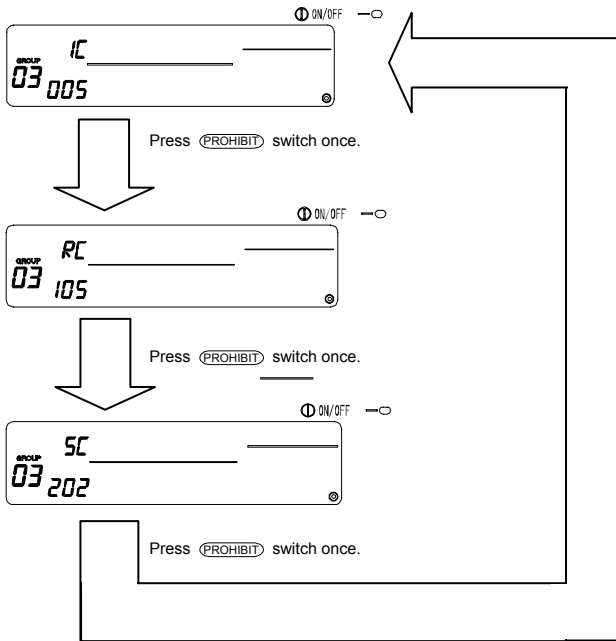 ON/OFF
IC
GROUP
03 005
Press PROHIBIT switch once.
ON/OFF
RC
GROUP
03 105
Press PROHIBIT switch once.
ON/OFF
SC
GROUP
03 202
Press PROHIBIT switch once.